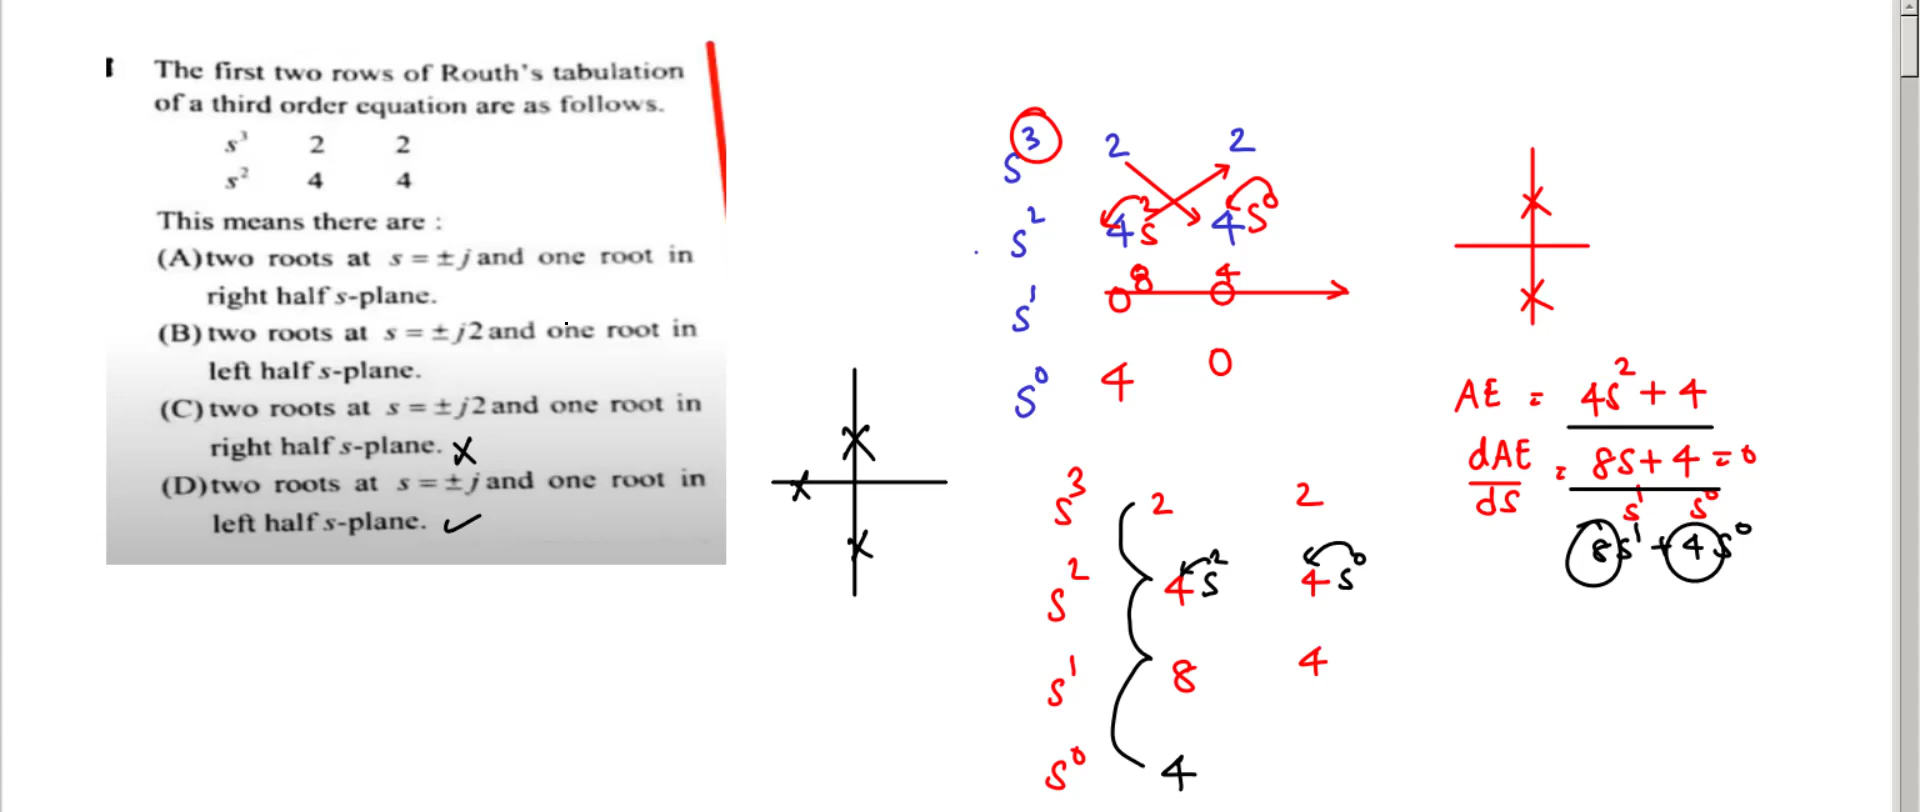 The first two rows of Routh's tabulation
of a third order equation are as follows.
s³ 2 2
s² 4 4
This means there are :
(A) two roots at s = ± j and one root in
right half s-plane.
(B) two roots at s = ± j2 and one root in
left half s-plane.
(C) two roots at s = ± j2 and one root in
right half s-plane. ×
(D) two roots at s = ± j and one root in
left half s-plane. ✓
s³ 2 2
s² 4s² 4s⁰
s¹ 0 8 0 4
s⁰ 4 0
AE = 4s² + 4
dAE/ds = 8s + 4 = 0
s¹ s⁰
8s¹ + 4s⁰
s³ 2 2
s² 4s² 4s⁰
s¹ 8 4
s⁰ 4